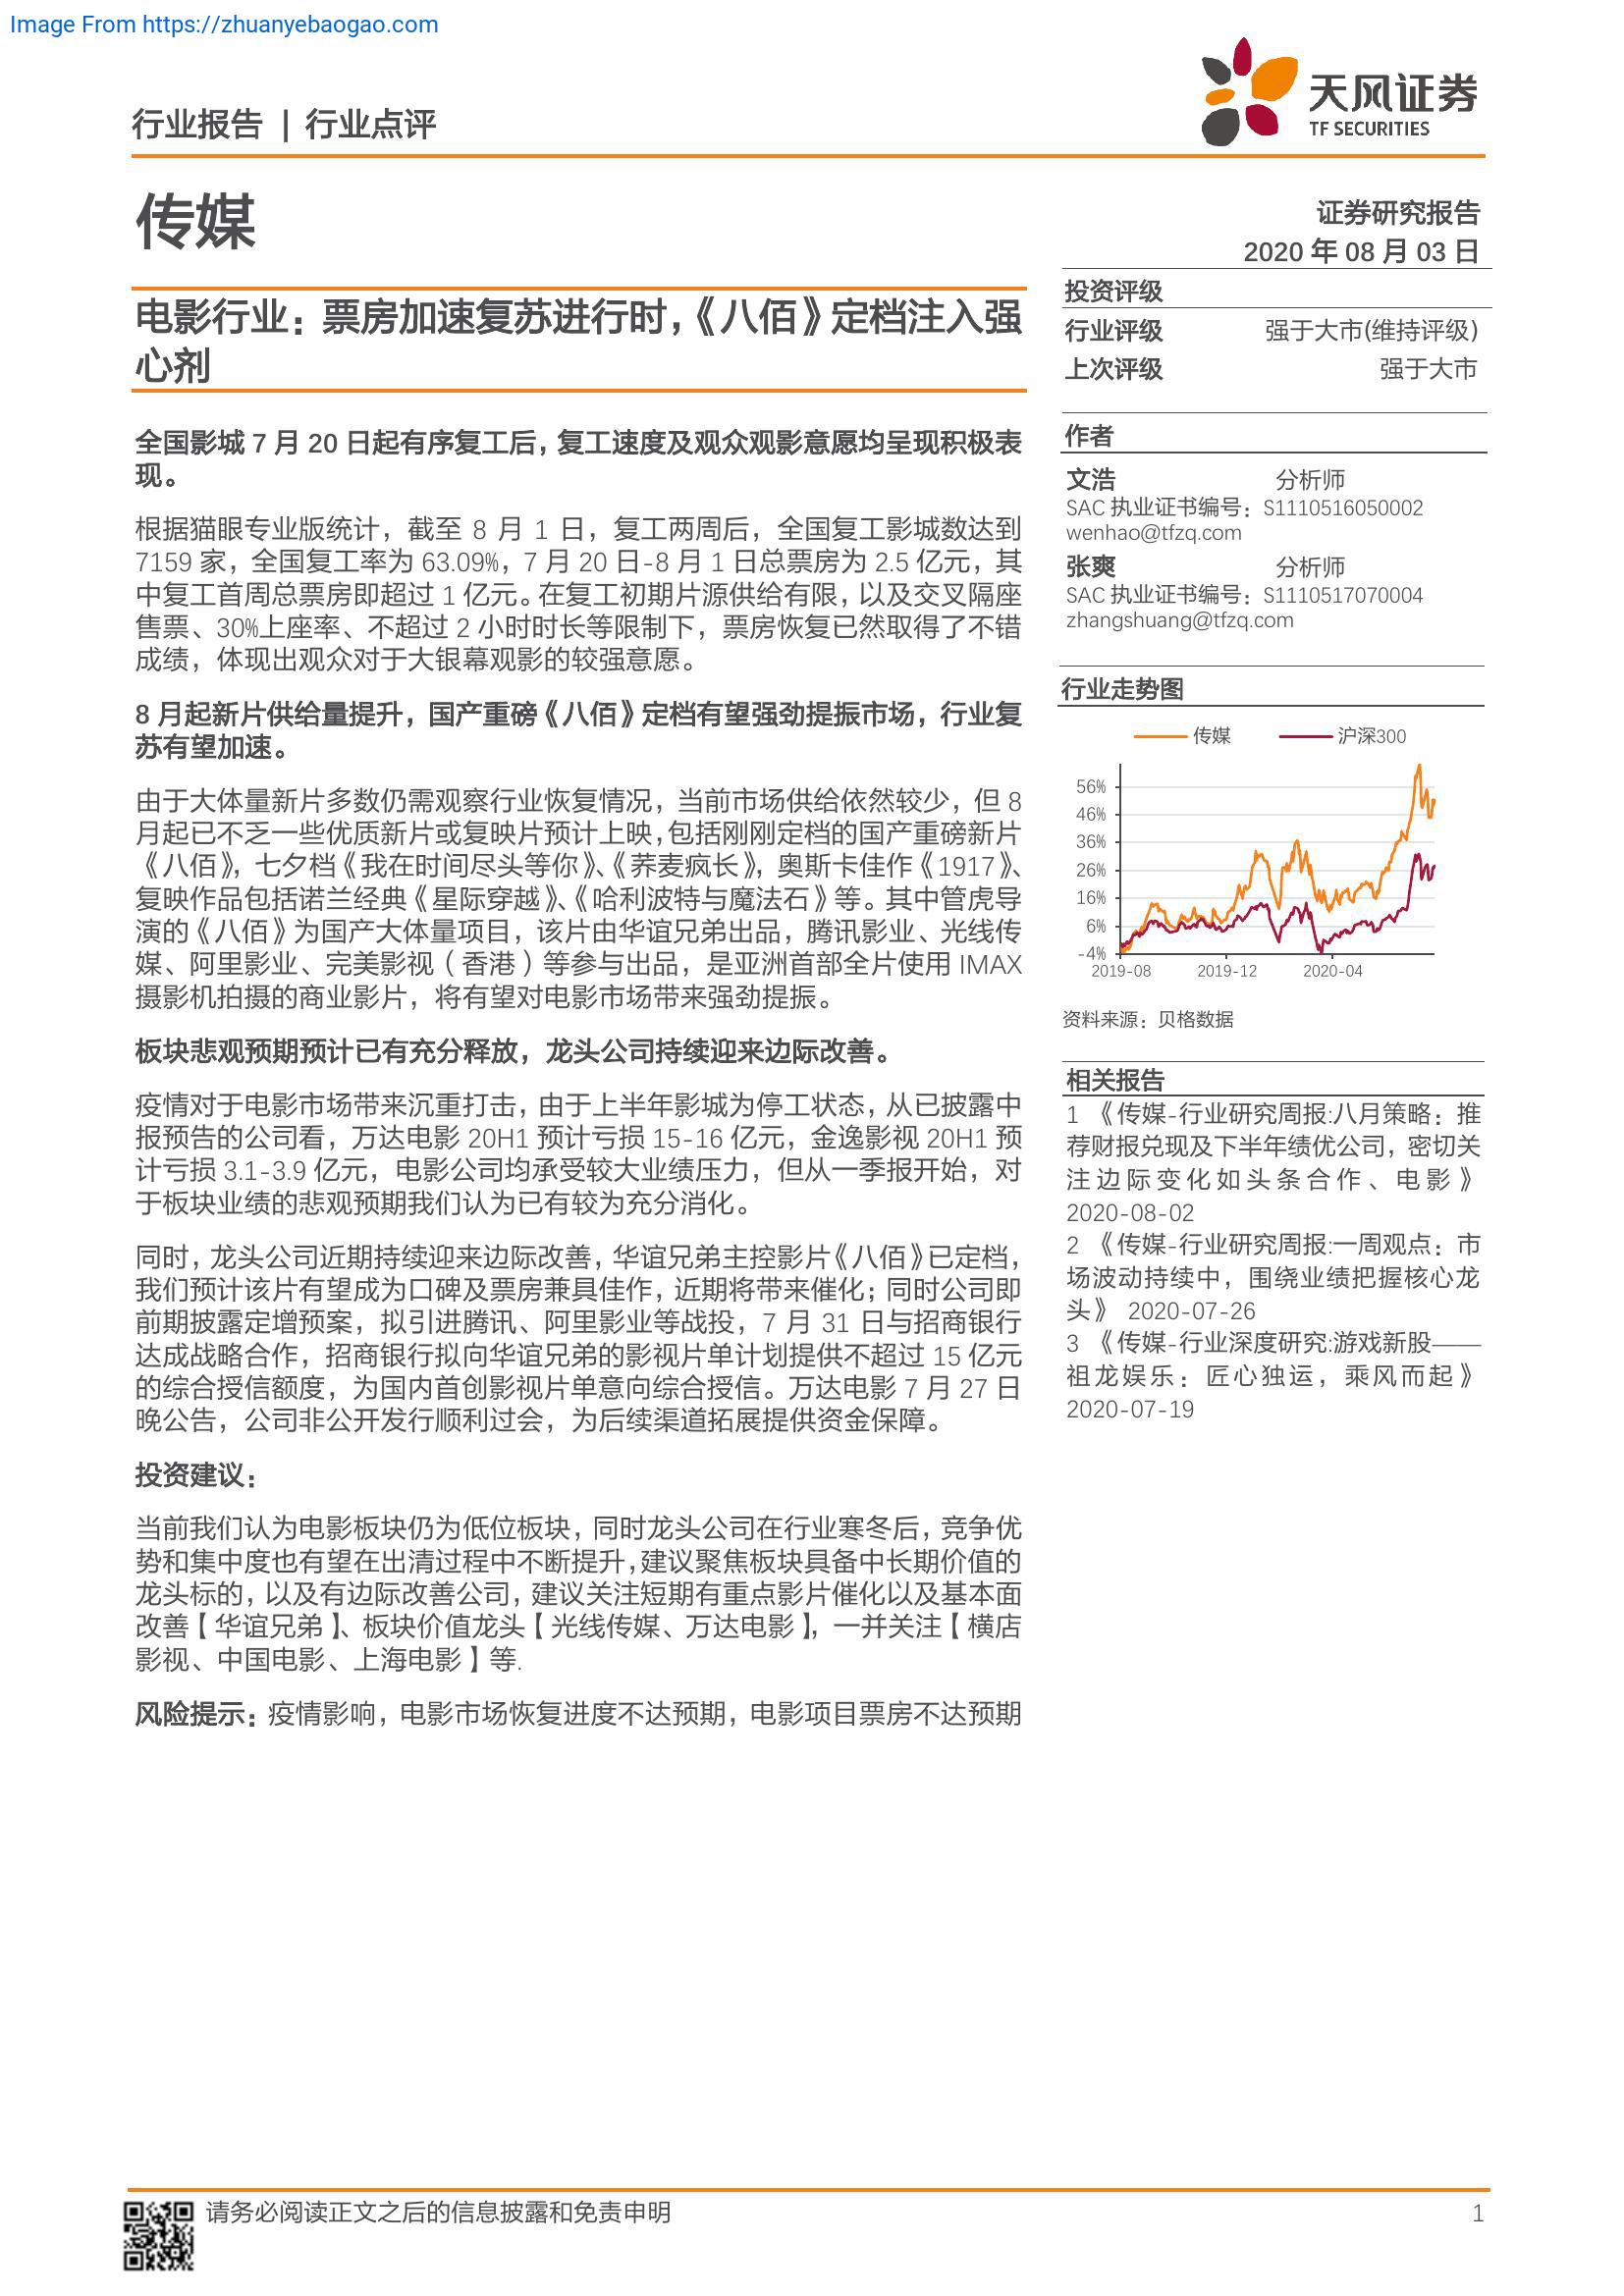 Image From https://zhuanyebaogao.com
行业报告 | 行业点评
天风证券
TF SECURITIES
传媒
证券研究报告
2020 年 08 月 03 日
电影行业：票房加速复苏进行时，《八佰》定档注入强
心剂
全国影城 7 月 20 日起有序复工后，复工速度及观众观影意愿均呈现积极表
现。
根据猫眼专业版统计，截至 8 月 1 日，复工两周后，全国复工影城数达到
7159 家，全国复工率为 63.09%，7 月 20 日-8 月 1 日总票房为 2.5 亿元，其
中复工首周总票房即超过 1 亿元。在复工初期片源供给有限，以及交叉隔座
售票、30%上座率、不超过 2 小时时长等限制下，票房恢复已然取得了不错
成绩，体现出观众对于大银幕观影的较强意愿。
8 月起新片供给量提升，国产重磅《八佰》定档有望强劲提振市场，行业复
苏有望加速。
由于大体量新片多数仍需观察行业恢复情况，当前市场供给依然较少，但 8
月起已不乏一些优质新片或复映片预计上映，包括刚刚定档的国产重磅新片
《八佰》，七夕档《我在时间尽头等你》、《荞麦疯长》，奥斯卡佳作《1917》、
复映作品包括诺兰经典《星际穿越》、《哈利波特与魔法石》等。其中管虎导
演的《八佰》为国产大体量项目，该片由华谊兄弟出品，腾讯影业、光线传
媒、阿里影业、完美影视（香港）等参与出品，是亚洲首部全片使用 IMAX
摄影机拍摄的商业影片，将有望对电影市场带来强劲提振。
板块悲观预期预计已有充分释放，龙头公司持续迎来边际改善。
疫情对于电影市场带来沉重打击，由于上半年影城为停工状态，从已披露中
报预告的公司看，万达电影 20H1 预计亏损 15-16 亿元，金逸影视 20H1 预
计亏损 3.1-3.9 亿元，电影公司均承受较大业绩压力，但从一季报开始，对
于板块业绩的悲观预期我们认为已有较为充分消化。
同时，龙头公司近期持续迎来边际改善，华谊兄弟主控影片《八佰》已定档，
我们预计该片有望成为口碑及票房兼具佳作，近期将带来催化；同时公司即
前期披露定增预案，拟引进腾讯、阿里影业等战投，7 月 31 日与招商银行
达成战略合作，招商银行拟向华谊兄弟的影视片单计划提供不超过 15 亿元
的综合授信额度，为国内首创影视片单意向综合授信。万达电影 7 月 27 日
晚公告，公司非公开发行顺利过会，为后续渠道拓展提供资金保障。
投资建议：
当前我们认为电影板块仍为低位板块，同时龙头公司在行业寒冬后，竞争优
势和集中度也有望在出清过程中不断提升，建议聚焦板块具备中长期价值的
龙头标的，以及有边际改善公司，建议关注短期有重点影片催化以及基本面
改善【华谊兄弟】、板块价值龙头【光线传媒、万达电影】，一并关注【横店
影视、中国电影、上海电影】等.
风险提示：疫情影响，电影市场恢复进度不达预期，电影项目票房不达预期
投资评级
行业评级 强于大市(维持评级)
上次评级 强于大市
作者
文浩 分析师
SAC 执业证书编号：S1110516050002
wenhao@tfzq.com
张爽 分析师
SAC 执业证书编号：S1110517070004
zhangshuang@tfzq.com
行业走势图
传媒 沪深300
56%
46%
36%
26%
16%
6%
-4%
2019-08 2019-12 2020-04
资料来源：贝格数据
相关报告
1 《传媒-行业研究周报:八月策略：推
荐财报兑现及下半年绩优公司，密切关
注边际变化如头条合作、电影》
2020-08-02
2 《传媒-行业研究周报:一周观点：市
场波动持续中，围绕业绩把握核心龙
头》 2020-07-26
3 《传媒-行业深度研究:游戏新股——
祖龙娱乐：匠心独运，乘风而起》
2020-07-19
请务必阅读正文之后的信息披露和免责申明 1